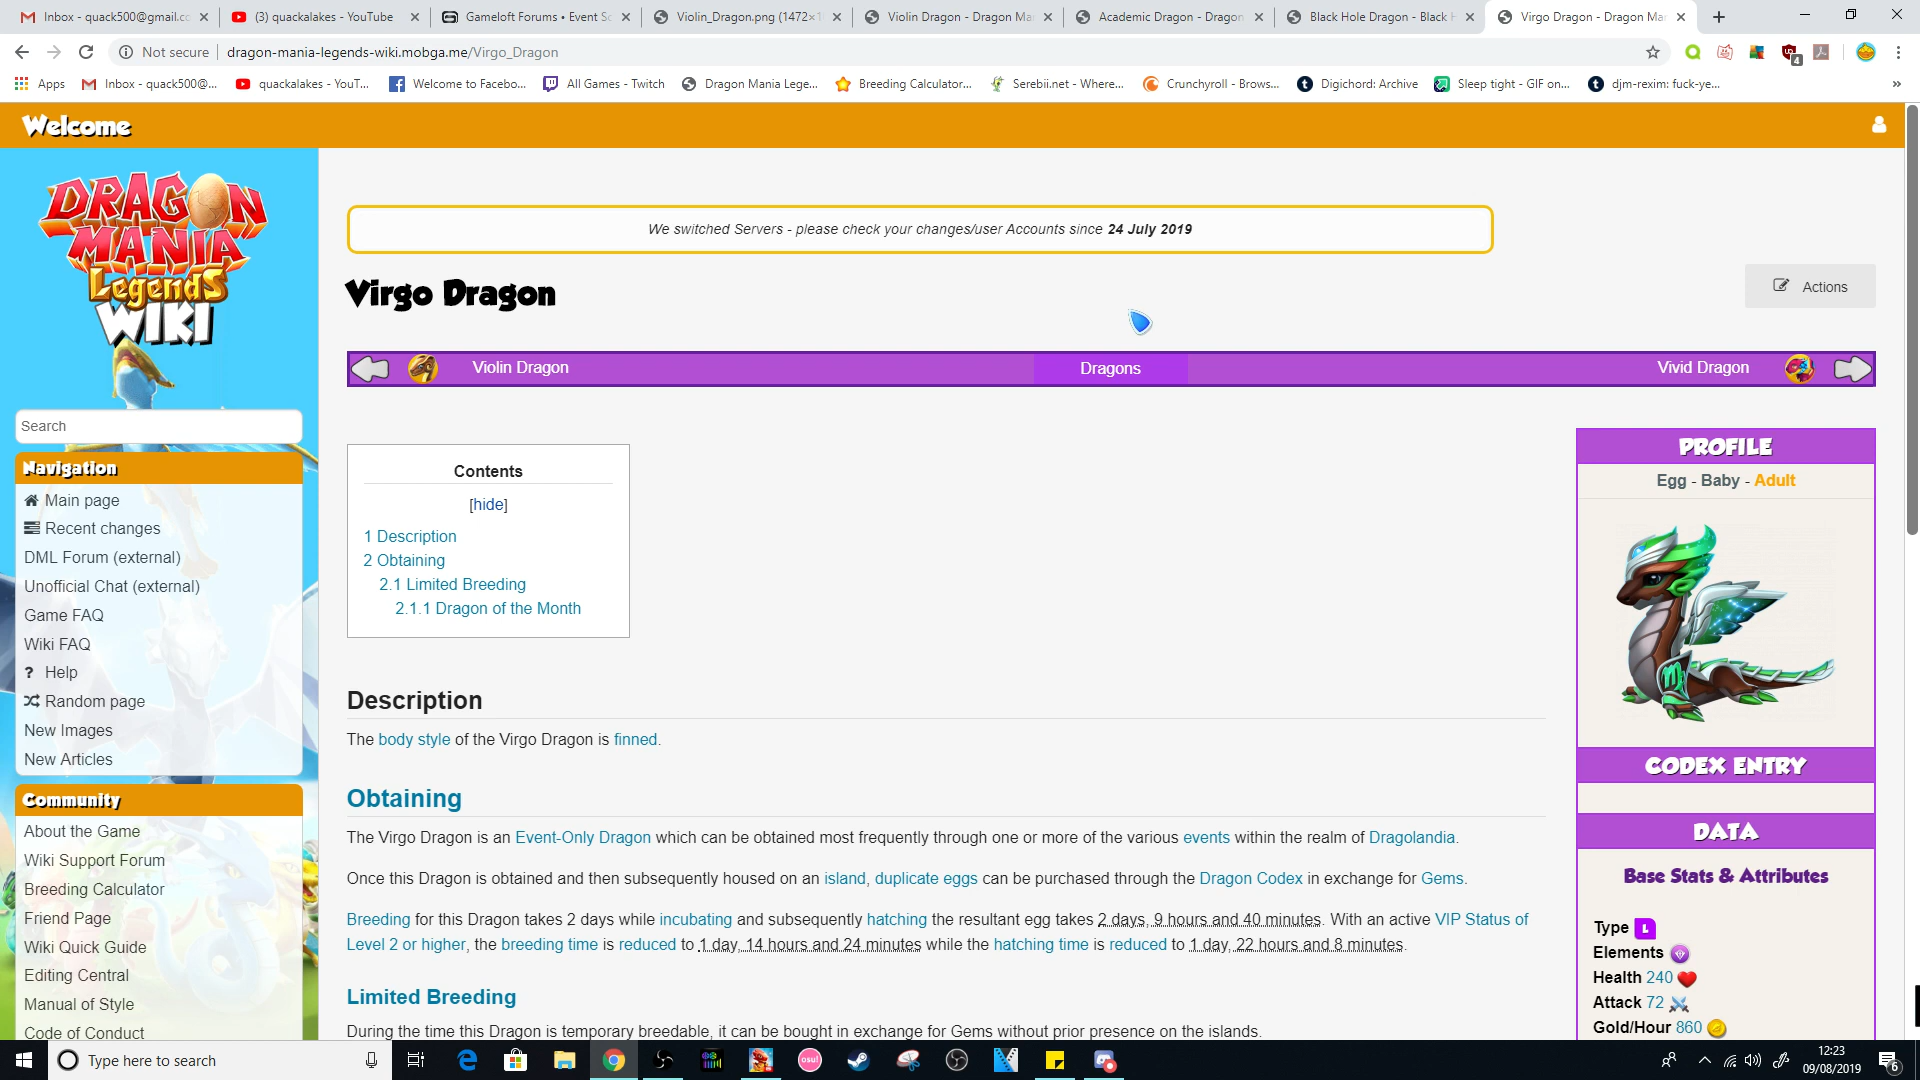 Inbox - quack500@gmail.co
(3) quackalakes - YouTube
Gameloft Forums • Event Sc
Violin_Dragon.png (1472×1
Violin Dragon - Dragon Ma
Academic Dragon - Dragon
Black Hole Dragon - Black H
Virgo Dragon - Dragon Man
Not secure
dragon-mania-legends-wiki.mobga.me/Virgo_Dragon
4
Apps
Inbox - quack500@...
quackalakes - YouT...
Welcome to Facebo...
All Games - Twitch
Dragon Mania Lege...
Breeding Calculator...
Serebii.net - Where...
Crunchyroll - Brows...
Digichord: Archive
Sleep tight - GIF on...
djm-rexim: fuck-ye...
»
Welcome
DRAGON
MANIA
LegendS
WIKI
Search
Navigation
Main page
Recent changes
DML Forum (external)
Unofficial Chat (external)
Game FAQ
Wiki FAQ
? Help
Random page
New Images
New Articles
Community
About the Game
Wiki Support Forum
Breeding Calculator
Friend Page
Wiki Quick Guide
Editing Central
Manual of Style
Code of Conduct
We switched Servers - please check your changes/user Accounts since 24 July 2019
Virgo Dragon
Actions
Violin Dragon
Dragons
Vivid Dragon
Contents
[hide]
1 Description
2 Obtaining
2.1 Limited Breeding
2.1.1 Dragon of the Month
Description
The body style of the Virgo Dragon is finned.
Obtaining
The Virgo Dragon is an Event-Only Dragon which can be obtained most frequently through one or more of the various events within the realm of Dragolandia.
Once this Dragon is obtained and then subsequently housed on an island, duplicate eggs can be purchased through the Dragon Codex in exchange for Gems.
Breeding for this Dragon takes 2 days while incubating and subsequently hatching the resultant egg takes 2 days, 9 hours and 40 minutes. With an active VIP Status of
Level 2 or higher, the breeding time is reduced to 1 day, 14 hours and 24 minutes while the hatching time is reduced to 1 day, 22 hours and 8 minutes.
Limited Breeding
During the time this Dragon is temporary breedable, it can be bought in exchange for Gems without prior presence on the islands.
PROFILE
Egg - Baby - Adult
CODEX ENTRY
DATA
Base Stats & Attributes
Type L
Elements
Health 240
Attack 72
Gold/Hour 860
Type here to search
osu!
12:23
09/08/2019
6